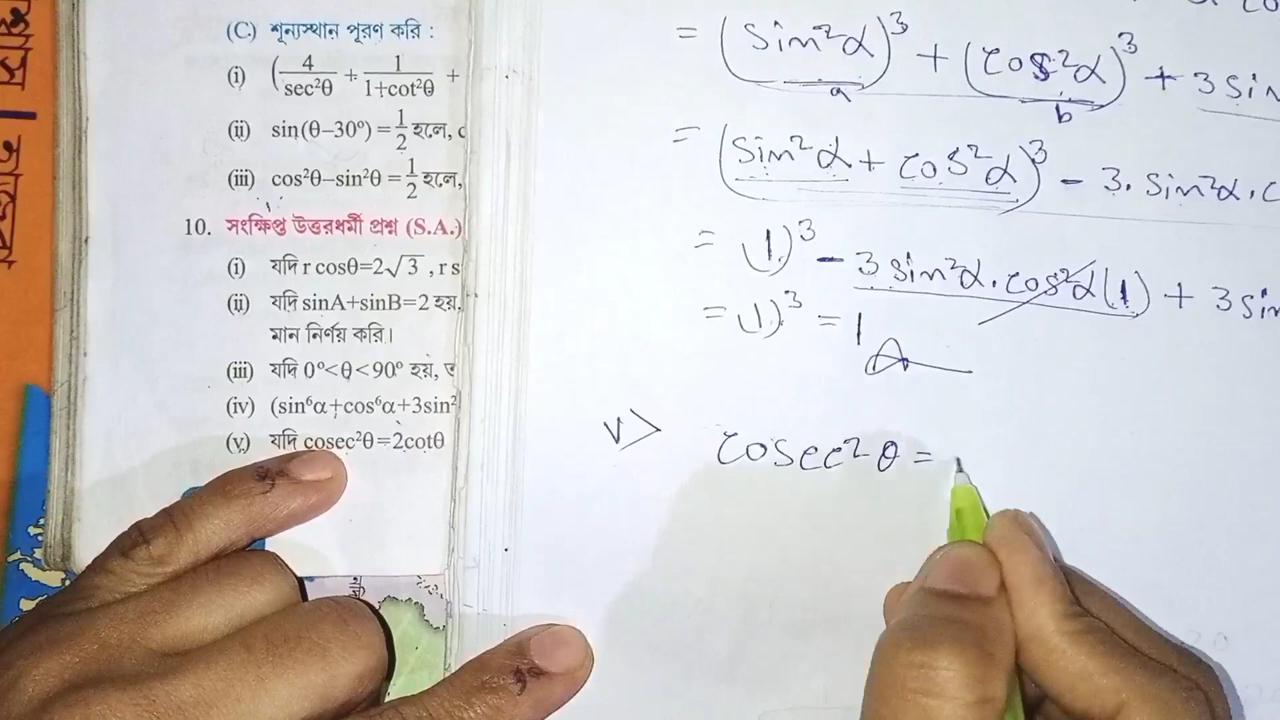 (C) শূন্যস্থান পূরণ করি :
(i) (4/sec²θ + 1/1+cot²θ +
(ii) sin(θ–30°)=1/2 হলে, c
(iii) cos²θ–sin²θ=1/2 হলে,
10. সংক্ষিপ্ত উত্তরধর্মী প্রশ্ন (S.A.)
(i) যদি r cosθ=2√3, r s
(ii) যদি sinA+sinB=2 হয়,
মান নির্ণয় করি।
(iii) যদি 0°<θ<90° হয়,
(iv) (sin⁶α+cos⁶α+3sin²
(v) যদি cosec²θ=2cotθ
= (sin²α)³ + (cos²α)³ + 3 sin
a b
= (sin²α + cos²α)³ - 3. sin²α . c
= (1)³ - 3 sin²α. cos²α (1) + 3 sin
= (1)³ = 1
v> cosec²θ =